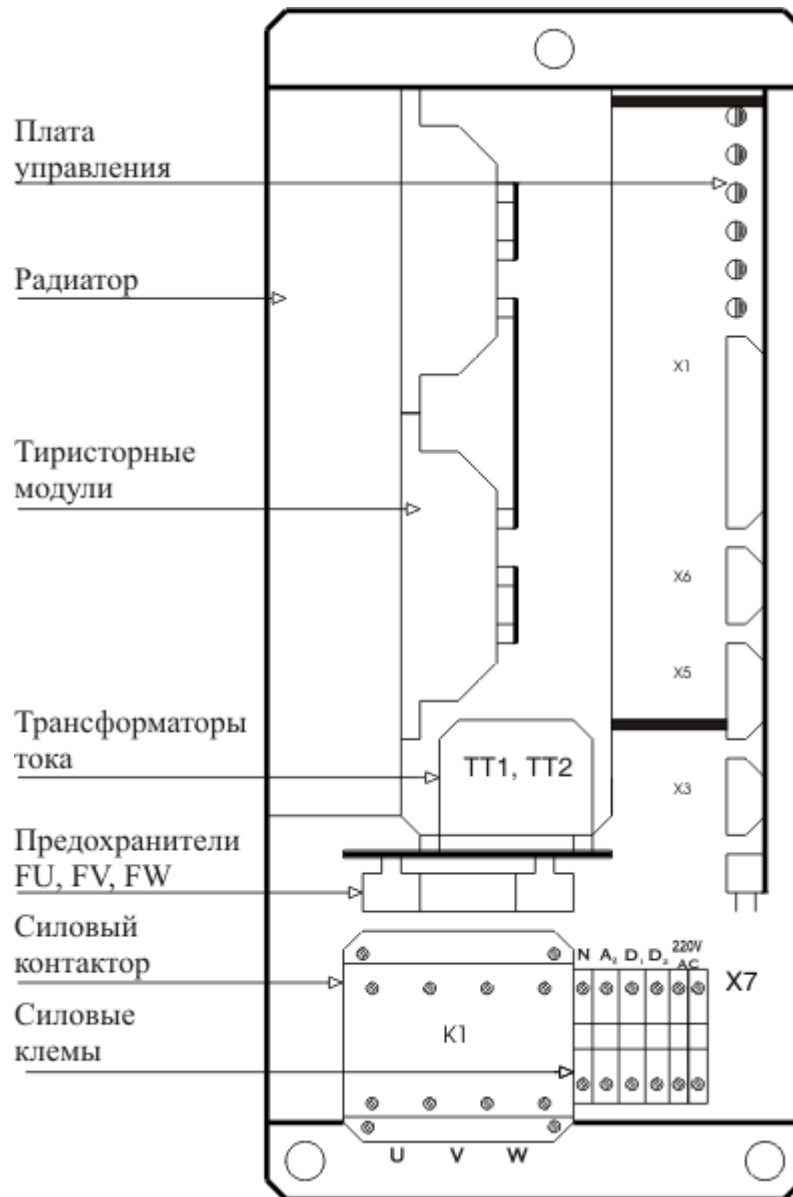 Плата
управления
Радиатор
X1
Тиристорные
модули
X6
X5
Трансформаторы
тока
TT1, TT2
X3
Предохранители
FU, FV, FW
Силовой
контактор
N A₂ D₁ D₂ 220V AC
X7
Силовые
клемы
K1
U V W